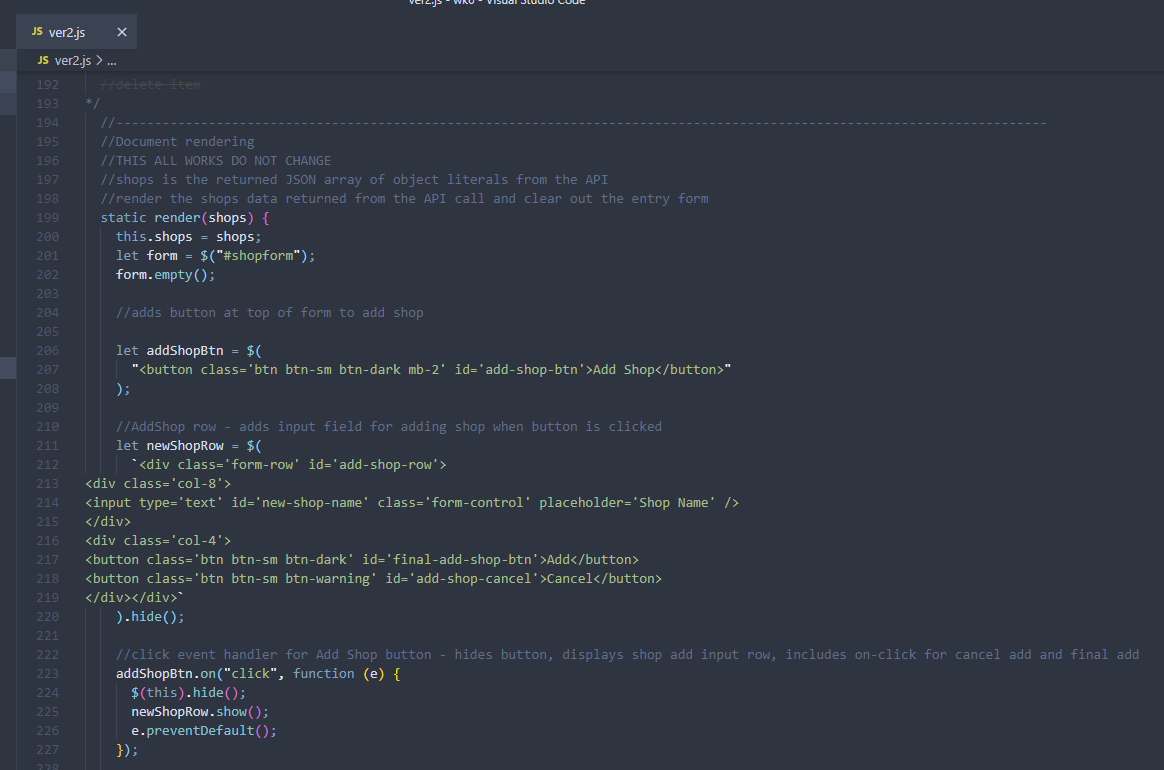 ver2.js - wk6 - Visual Studio Code
JS ver2.js ×
JS ver2.js > ...
192 //delete item
193 */
194 //-------------------------------------------------------------------------------------------------------------------------
195 //Document rendering
196 //THIS ALL WORKS DO NOT CHANGE
197 //shops is the returned JSON array of object literals from the API
198 //render the shops data returned from the API call and clear out the entry form
199 static render(shops) {
200 this.shops = shops;
201 let form = $("#shopform");
202 form.empty();
203
204 //adds button at top of form to add shop
205
206 let addShopBtn = $(
207 "<button class='btn btn-sm btn-dark mb-2' id='add-shop-btn'>Add Shop</button>"
208 );
209
210 //AddShop row - adds input field for adding shop when button is clicked
211 let newShopRow = $(
212 `<div class='form-row' id='add-shop-row'>
213 <div class='col-8'>
214 <input type='text' id='new-shop-name' class='form-control' placeholder='Shop Name' />
215 </div>
216 <div class='col-4'>
217 <button class='btn btn-sm btn-dark' id='final-add-shop-btn'>Add</button>
218 <button class='btn btn-sm btn-warning' id='add-shop-cancel'>Cancel</button>
219 </div></div>`
220 ).hide();
221
222 //click event handler for Add Shop button - hides button, displays shop add input row, includes on-click for cancel add and final add
223 addShopBtn.on("click", function (e) {
224 $(this).hide();
225 newShopRow.show();
226 e.preventDefault();
227 });
228